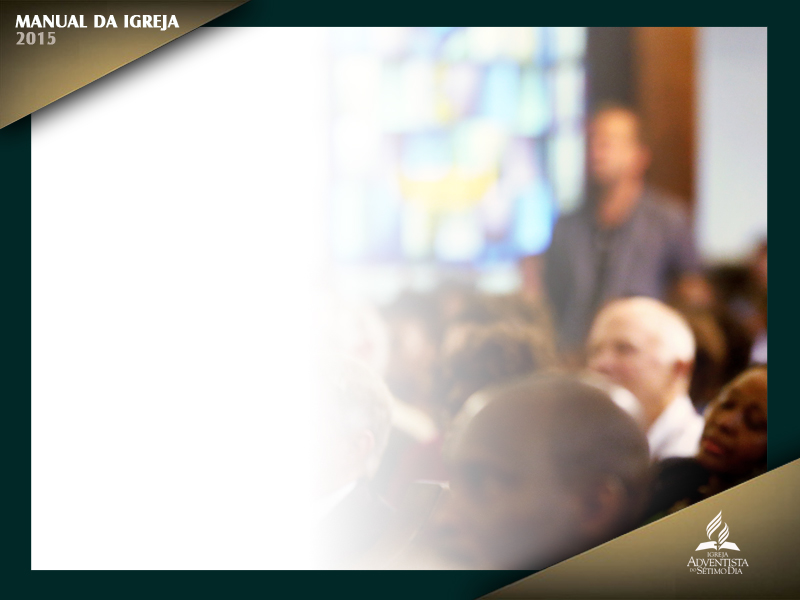 MANUAL DA IGREJA
2015
IGREJA
ADVENTISTA
DO SÉTIMO DIA